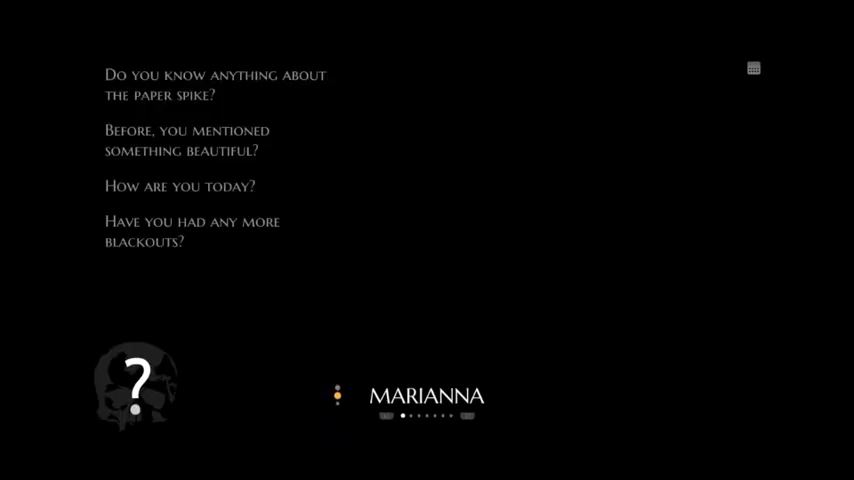 Do you know anything about
the paper spike?
Before, you mentioned
something beautiful?
How are you today?
Have you had any more
blackouts?
?
MARIANNA